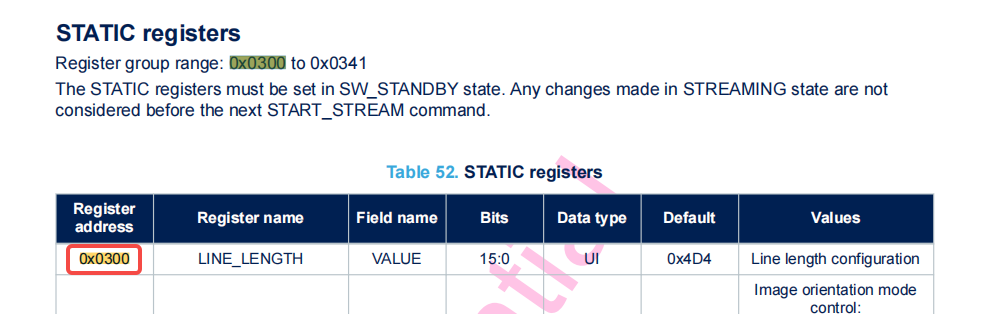 STATIC registers
Register group range: 0x0300 to 0x0341
The STATIC registers must be set in SW_STANDBY state. Any changes made in STREAMING state are not
considered before the next START_STREAM command.
Table 52. STATIC registers
Register address Register name Field name Bits Data type Default Values
0x0300 LINE_LENGTH VALUE 15:0 UI 0x4D4 Line length configuration
Image orientation mode
control: